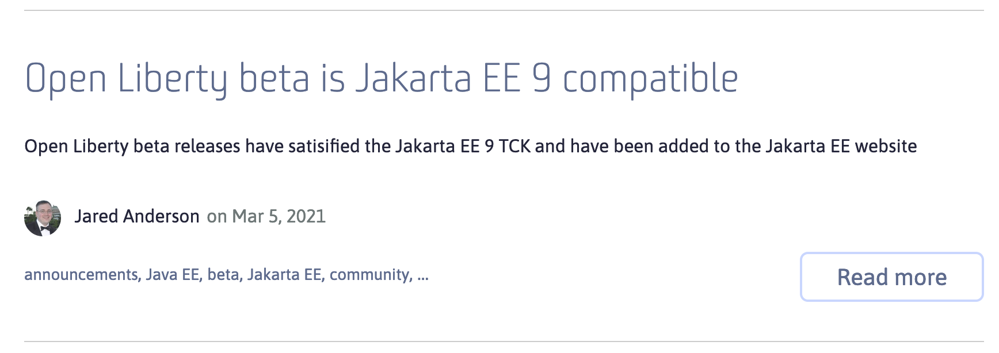 Open Liberty beta is Jakarta EE 9 compatible
Open Liberty beta releases have satisified the Jakarta EE 9 TCK and have been added to the Jakarta EE website
Jared Anderson on Mar 5, 2021
announcements, Java EE, beta, Jakarta EE, community, ...
Read more